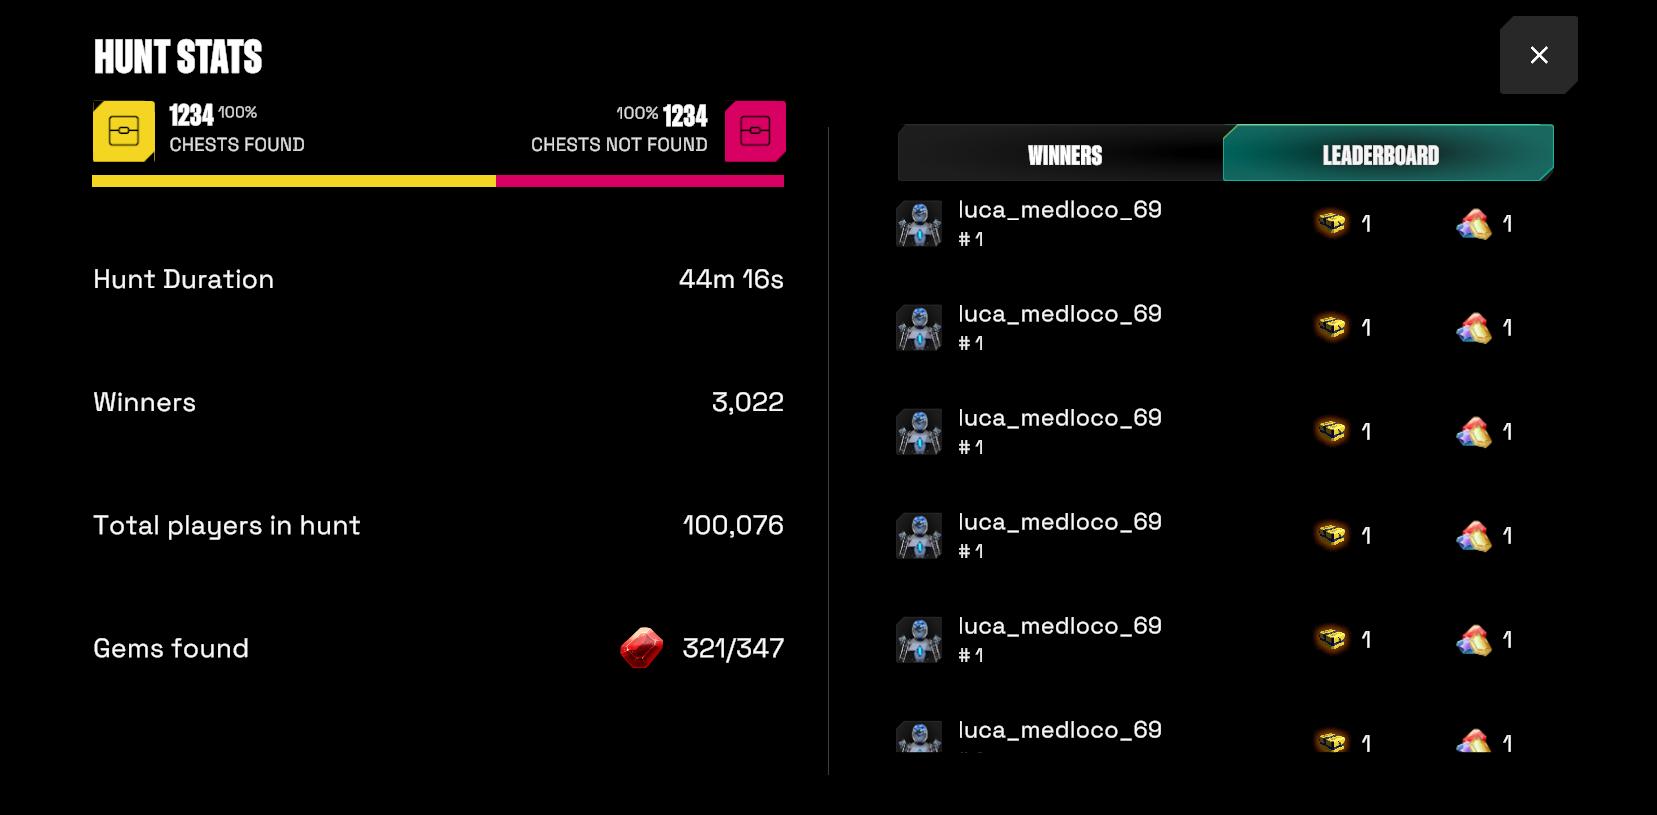 HUNT STATS
1234 100%
CHESTS FOUND
100% 1234
CHESTS NOT FOUND
Hunt Duration
44m 16s
Winners
3,022
Total players in hunt
100,076
Gems found
321/347
WINNERS
LEADERBOARD
luca_medloco_69
1
1
#1
luca_medloco_69
1
1
#1
luca_medloco_69
1
1
#1
luca_medloco_69
1
1
#1
luca_medloco_69
1
1
#1
luca_medloco_69
1
1